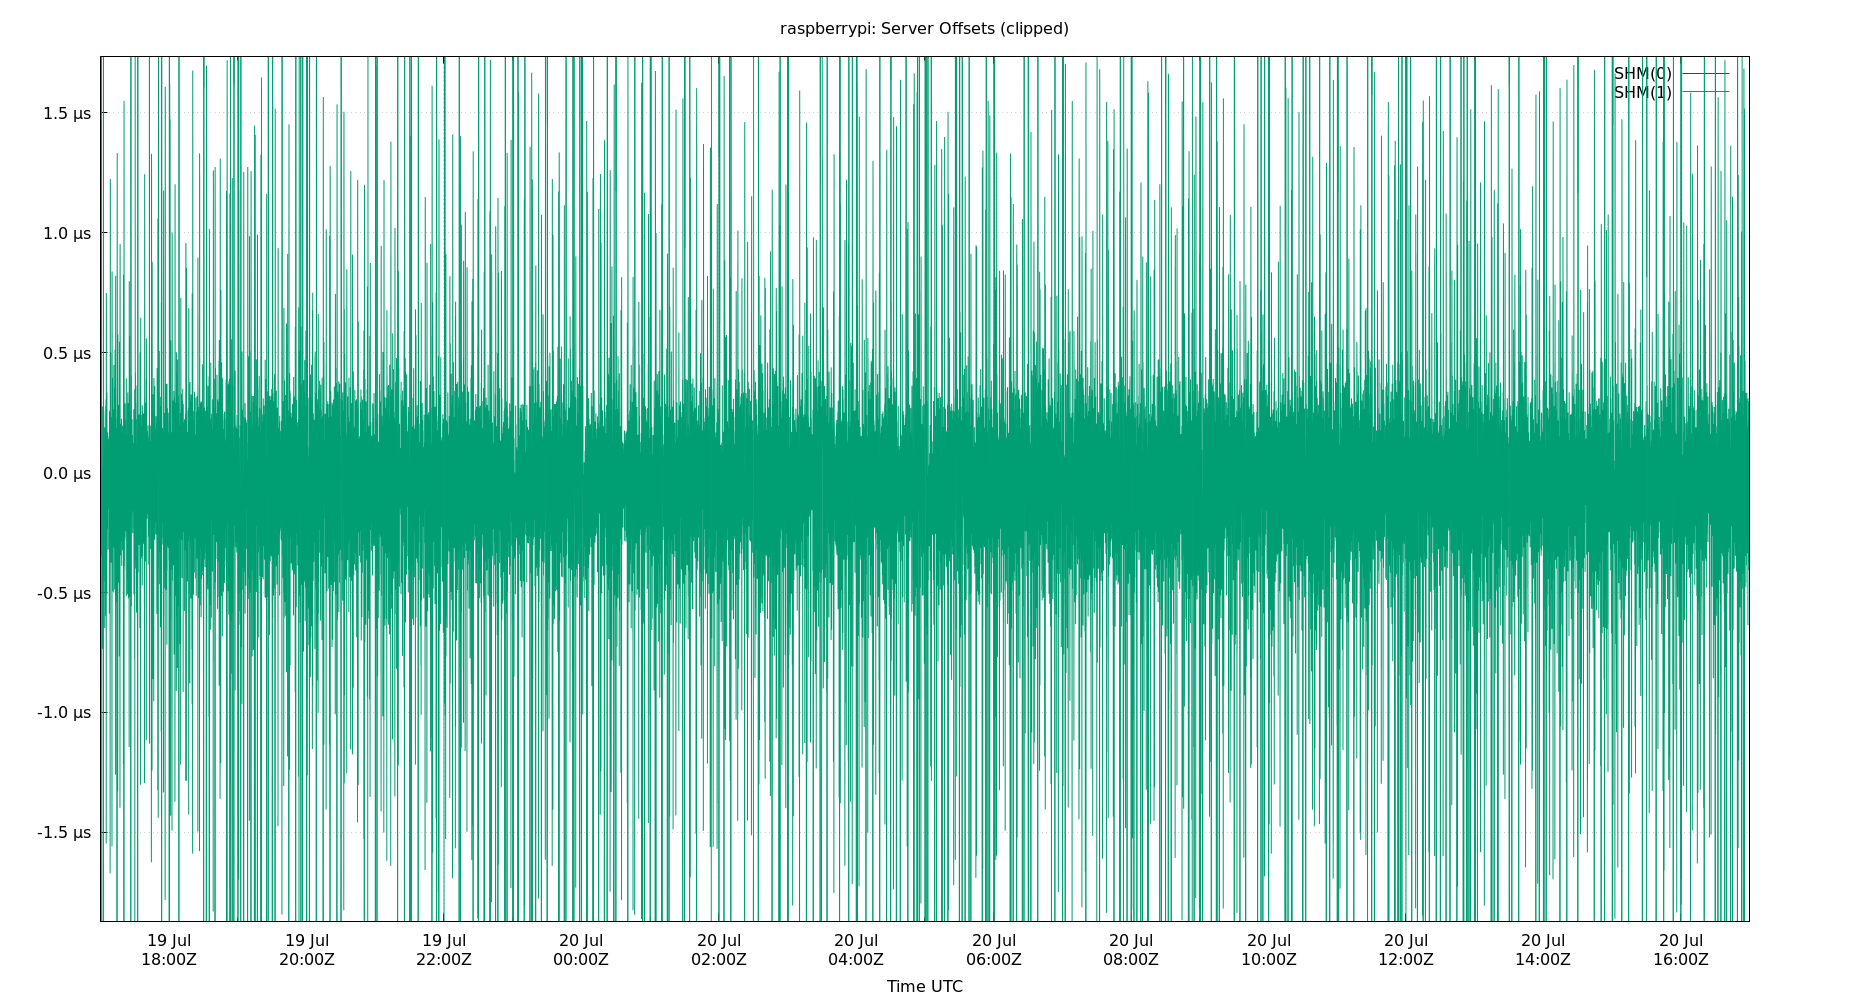 raspberrypi: Server Offsets (clipped)
SHM(0)
SHM(1)
1.5 µs
1.0 µs
0.5 µs
0.0 µs
-0.5 µs
-1.0 µs
-1.5 µs
19 Jul 19 Jul 19 Jul 20 Jul 20 Jul 20 Jul 20 Jul 20 Jul 20 Jul 20 Jul 20 Jul 20 Jul
18:00Z 20:00Z 22:00Z 00:00Z 02:00Z 04:00Z 06:00Z 08:00Z 10:00Z 12:00Z 14:00Z 16:00Z
Time UTC